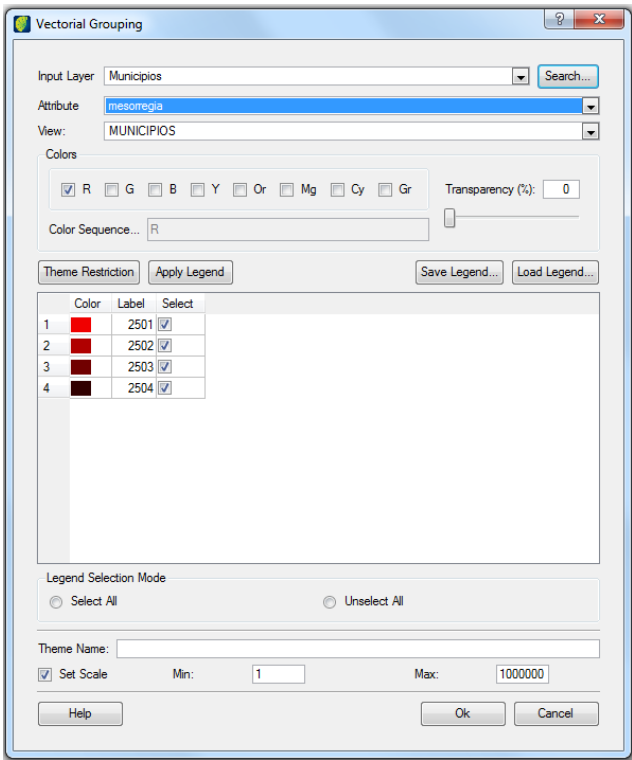 Vectorial Grouping
Input Layer Municipios Search...
Attribute mesorregia
View: MUNICIPIOS
Colors
R G B Y Or Mg Cy Gr Transparency (%): 0
Color Sequence... R
Theme Restriction Apply Legend Save Legend... Load Legend...
Color Label Select
1 2501
2 2502
3 2503
4 2504
Legend Selection Mode
Select All Unselect All
Theme Name:
Set Scale Min: 1 Max: 1000000
Help Ok Cancel